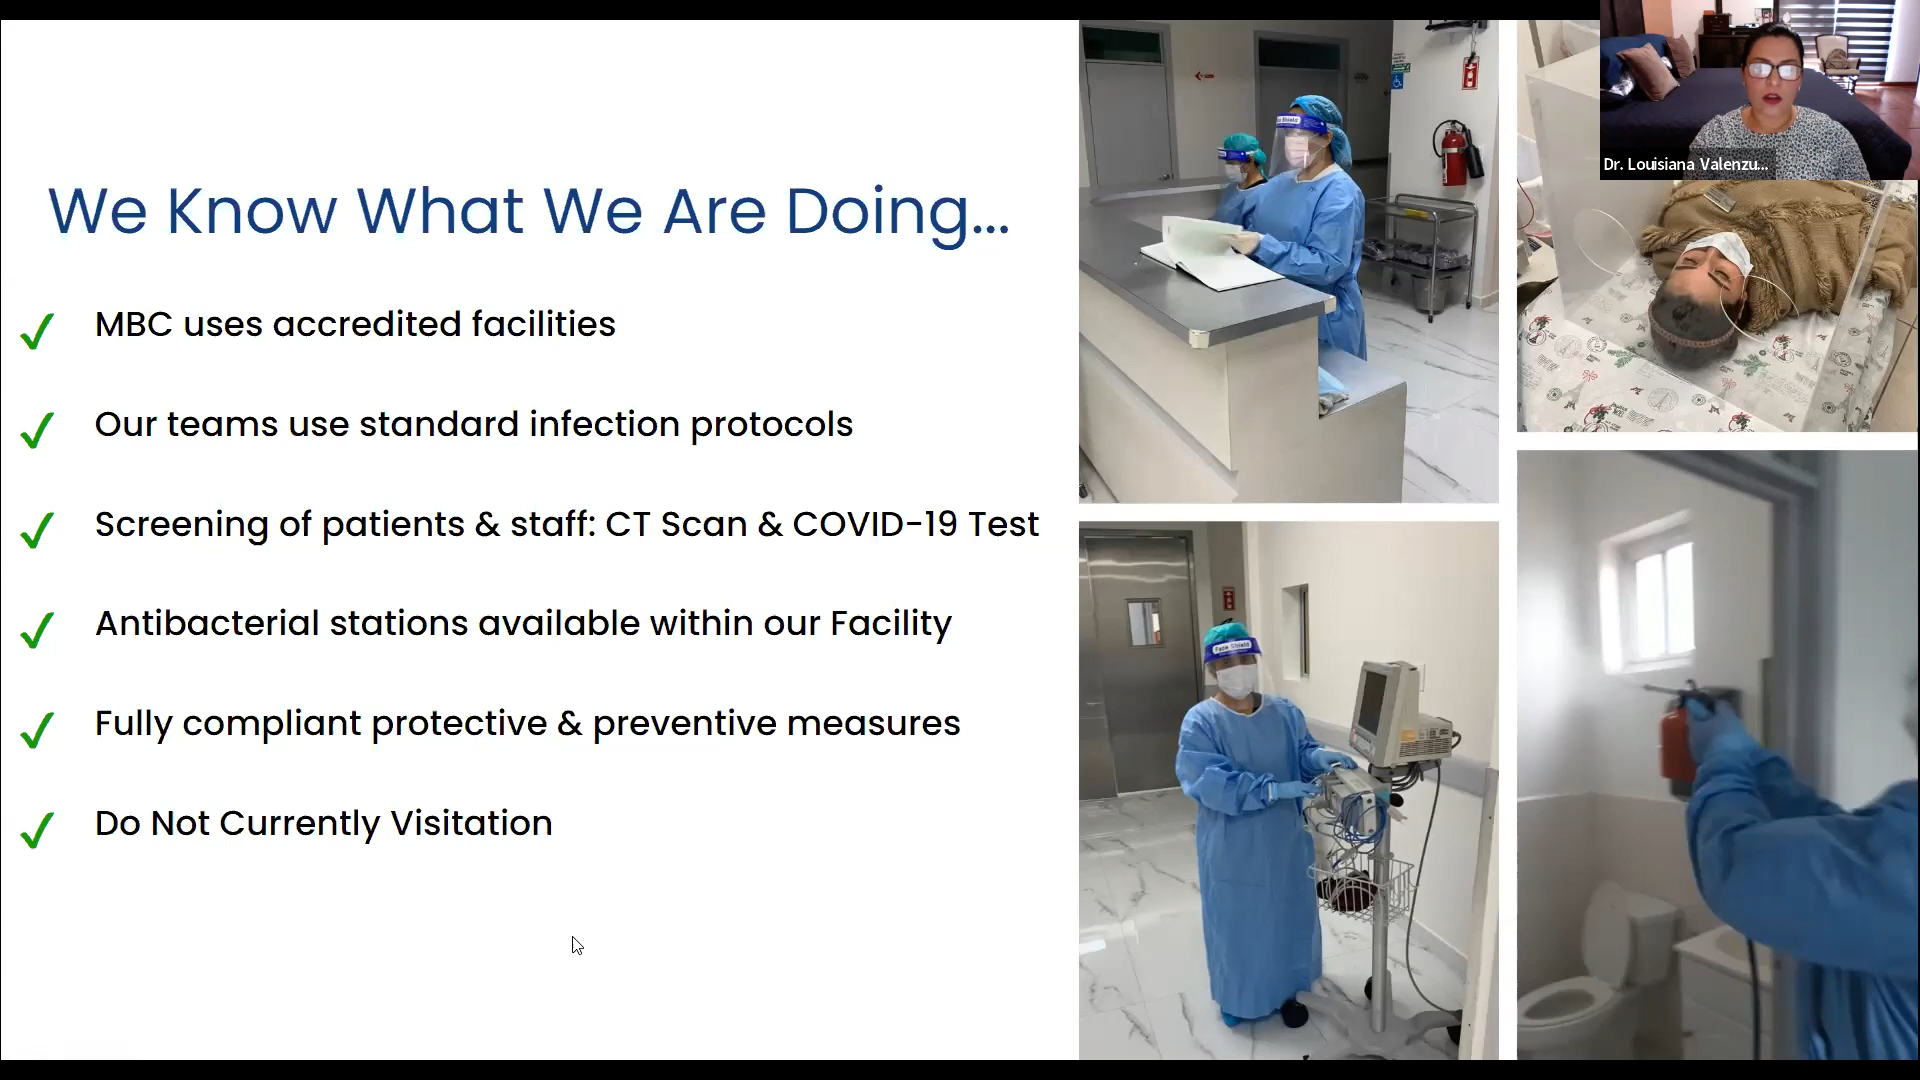 We Know What We Are Doing...
MBC uses accredited facilities
Our teams use standard infection protocols
Screening of patients & staff: CT Scan & COVID-19 Test
Antibacterial stations available within our Facility
Fully compliant protective & preventive measures
Do Not Currently Visitation
Dr. Louisiana Valenzu...
Face Shield